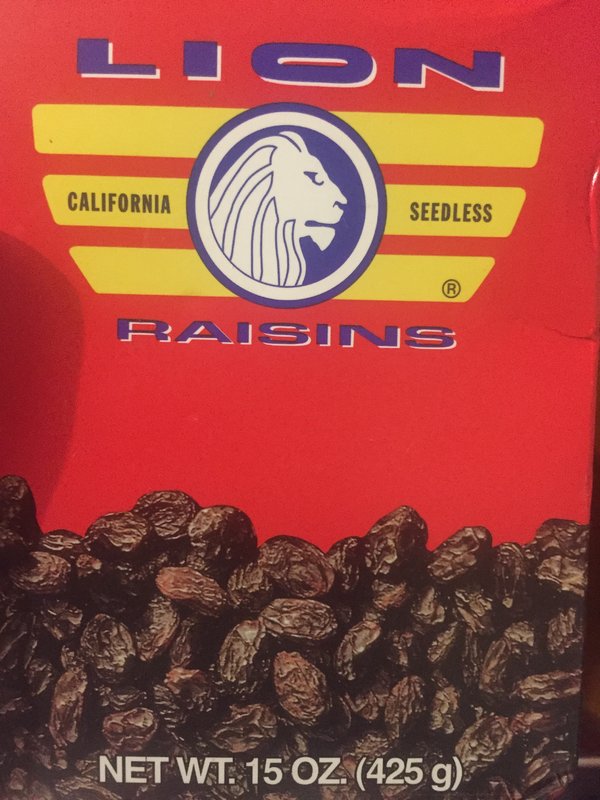 LION
CALIFORNIA SEEDLESS
®
RAISINS
NET WT. 15 OZ. (425 g)